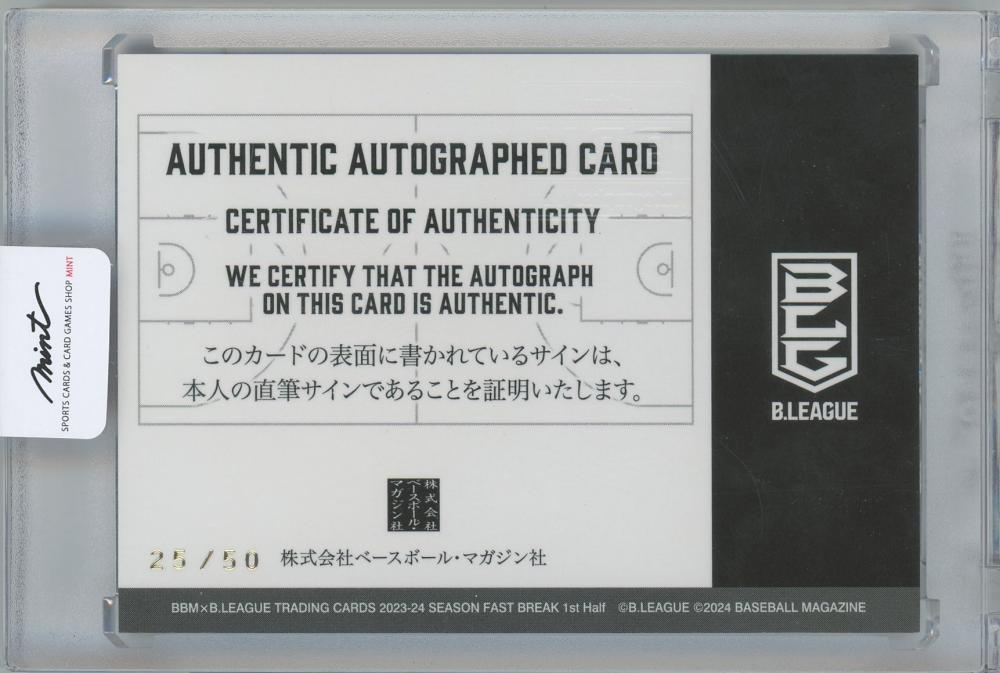 AUTHENTIC AUTOGRAPHED CARD
CERTIFICATE OF AUTHENTICITY
WE CERTIFY THAT THE AUTOGRAPH
ON THIS CARD IS AUTHENTIC.
このカードの表面に書かれているサインは、
本人の直筆サインであることを証明いたします。
株式会社
ベースボール・
マガジン社
25/50 株式会社ベースボール・マガジン社
BLG
B.LEAGUE
BBM×B.LEAGUE TRADING CARDS 2023-24 SEASON FAST BREAK 1st Half ©B.LEAGUE ©2024 BASEBALL MAGAZINE
mint
SPORTS CARDS & CARD GAMES SHOP MINT